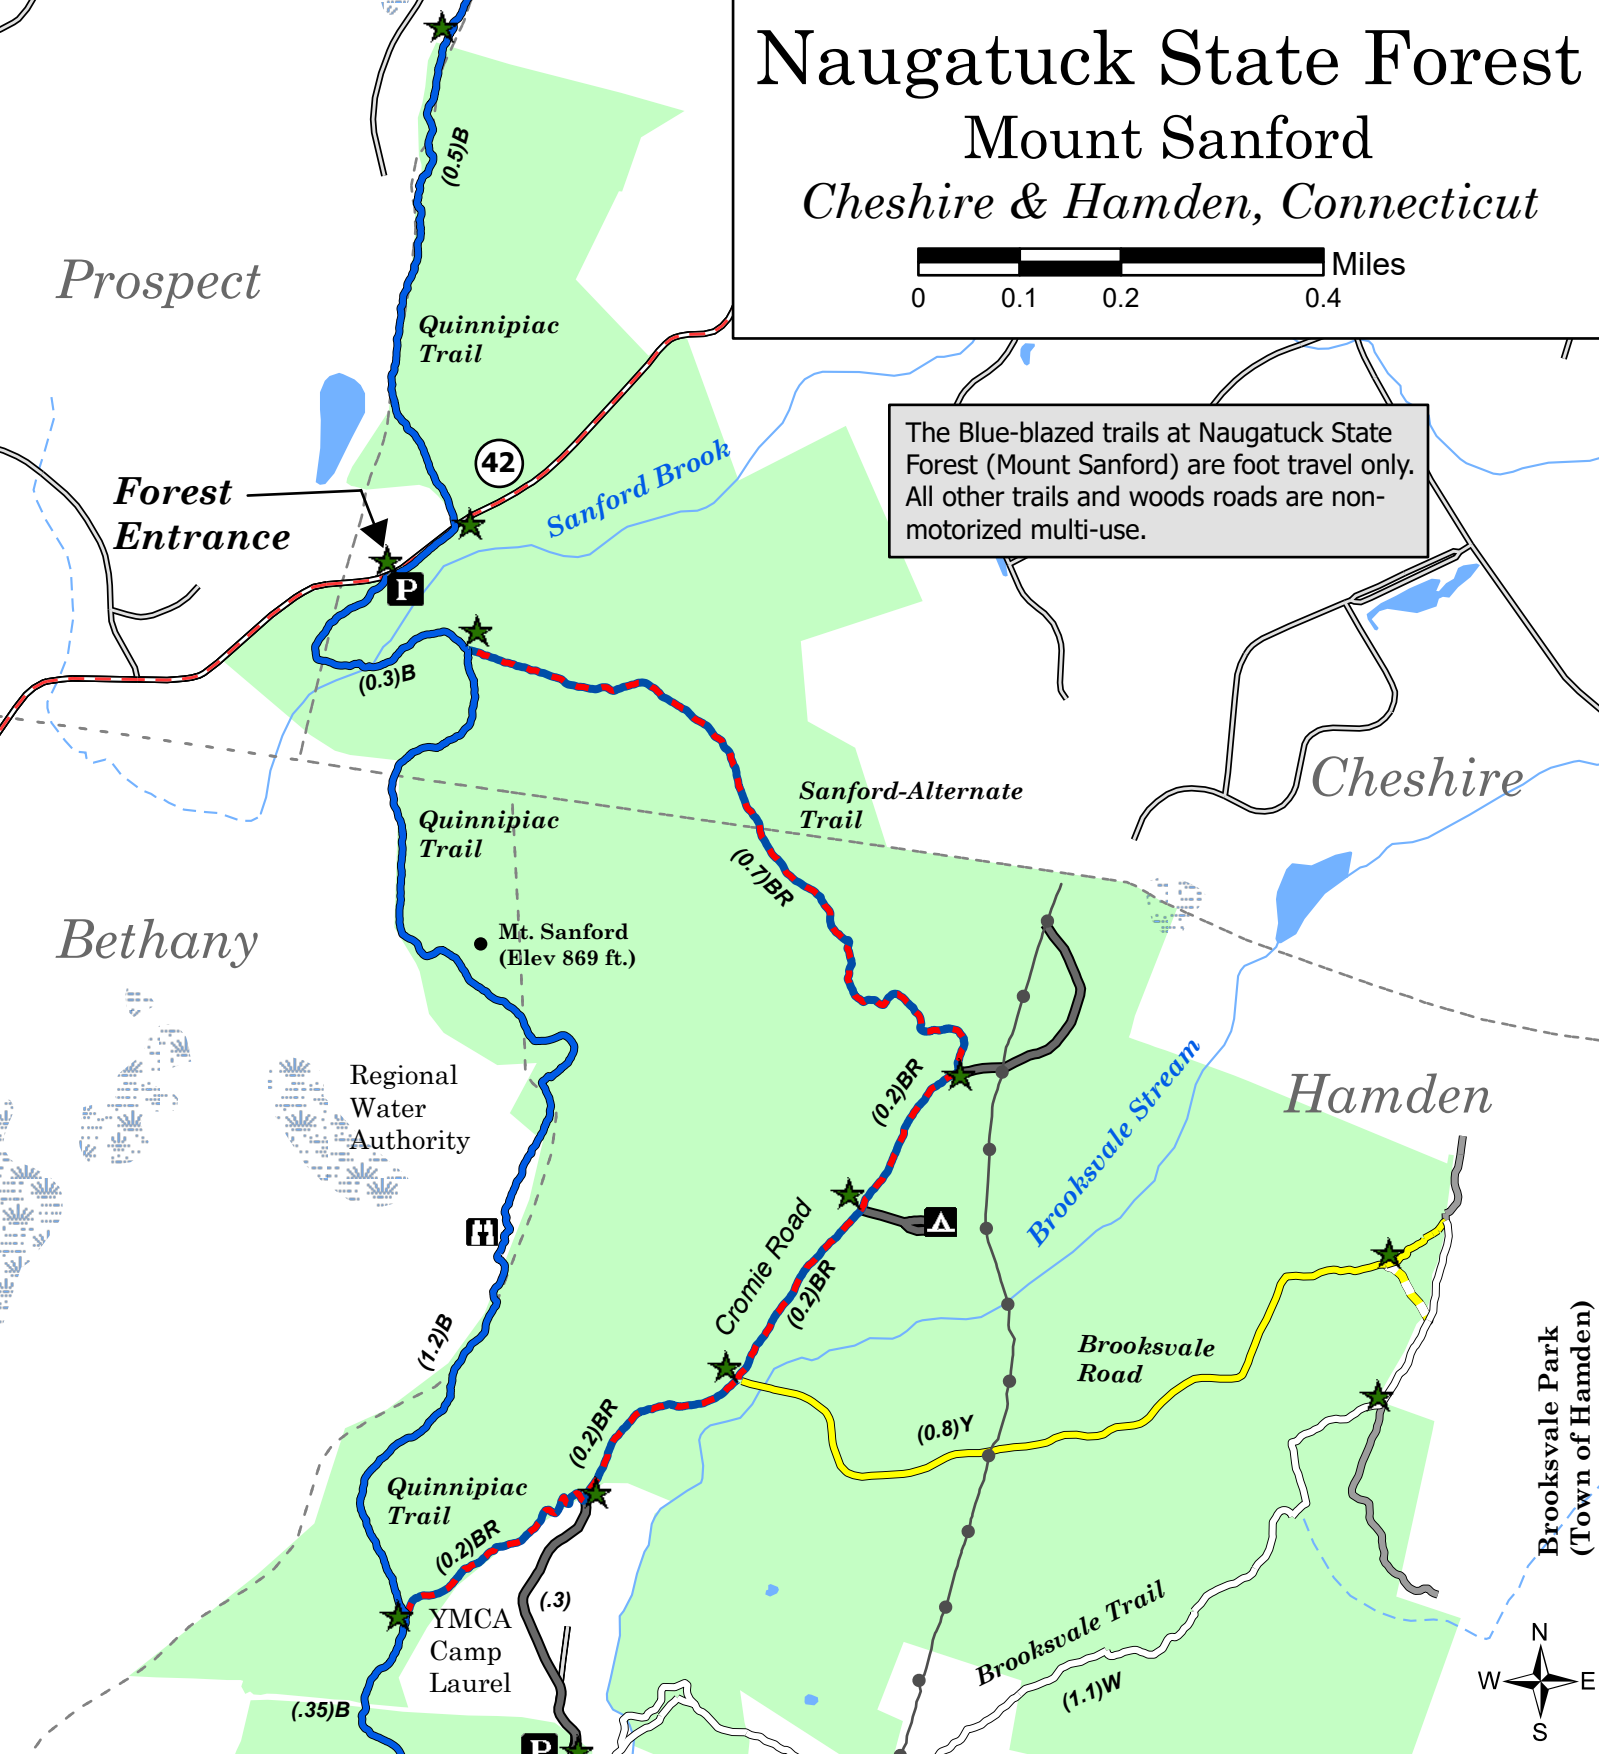 Naugatuck State Forest
Mount Sanford
Cheshire & Hamden, Connecticut
Miles
0 0.1 0.2 0.4
(0.5)B
Prospect
Quinnipiac
Trail
The Blue-blazed trails at Naugatuck State
Forest (Mount Sanford) are foot travel only.
All other trails and woods roads are non-
motorized multi-use.
42
Sanford Brook
Forest
Entrance
P
(0.3)B
Cheshire
Sanford-Alternate
Trail
Quinnipiac
Trail
(0.7)BR
Bethany
Mt. Sanford
(Elev 869 ft.)
Regional
Water
Authority
(0.2)BR
Brooksvale Stream
Hamden
Cromie Road
(0.2)BR
(1.2)B
Brooksvale
Road
Brooksvale Park
(Town of Hamden)
(0.8)Y
(0.2)BR
Quinnipiac
Trail
(0.2)BR
(.3)
YMCA
Camp
Laurel
Brooksvale Trail
(1.1)W
(.35)B
P
N
W E
S